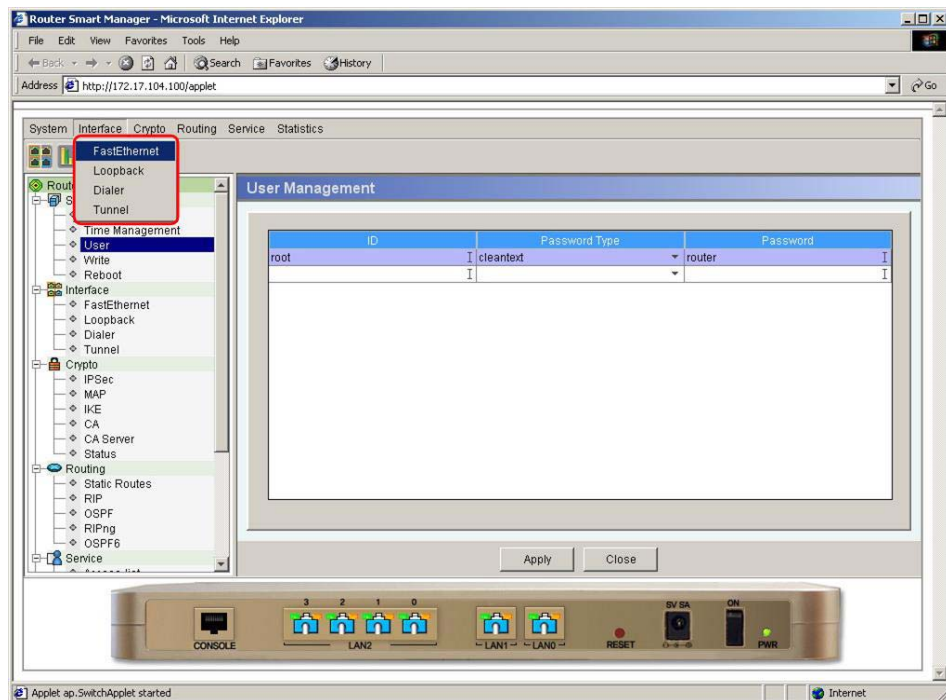 Router Smart Manager - Microsoft Internet Explorer
File Edit View Favorites Tools Help
Back Search Favorites History
Address http://172.17.104.100/applet Go
System Interface Crypto Routing Service Statistics
FastEthernet
Loopback
Dialer
Tunnel
Time Management
User
Write
Reboot
Interface
FastEthernet
Loopback
Dialer
Tunnel
Crypto
IPSec
MAP
IKE
CA
CA Server
Status
Routing
Static Routes
RIP
OSPF
RIPng
OSPF6
Service
User Management
ID Password Type Password
root cleantext router
Apply Close
3 2 1 0
CONSOLE LAN2 LAN1 LAN0 RESET 5V 5A ON PWR
Applet ap.SwitchApplet started Internet